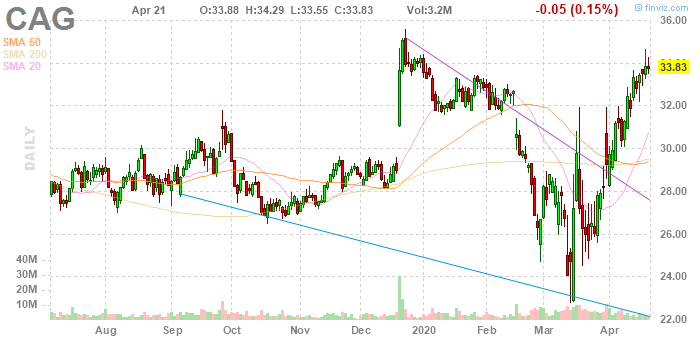 CAG
Apr 21 O:33.88 H:34.29 L:33.55 C:33.83 Vol:3.2M -0.05 (0.15%)
© finviz.com
SMA 50
SMA 200
SMA 20
DAILY
36.00
34.00
33.83
32.00
30.00
28.00
26.00
24.00
22.00
40M
30M
20M
10M
Aug Sep Oct Nov Dec 2020 Feb Mar Apr